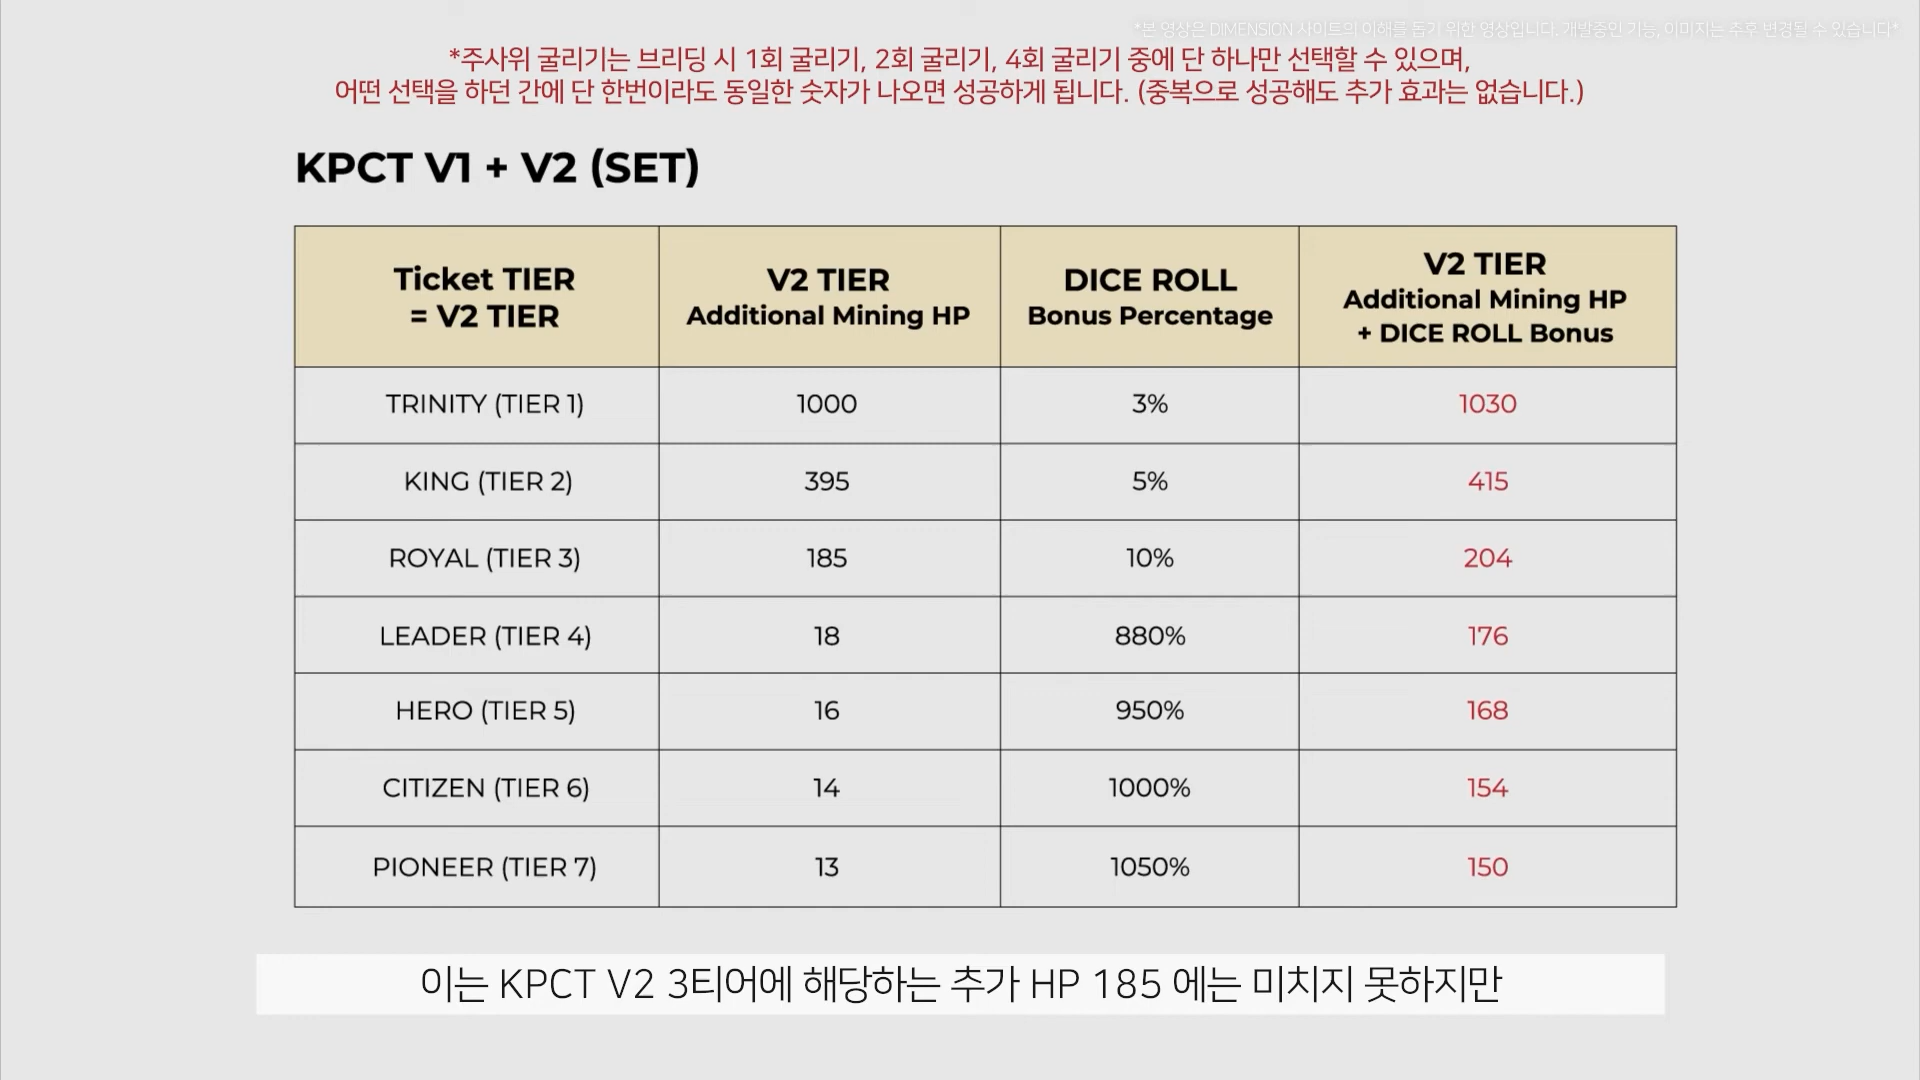 *본 영상은 DIMENSION 사이트의 이해를 돕기 위한 영상입니다. 개발중인 기능, 이미지는 추후 변경될 수 있습니다*
*주사위 굴리기는 브리딩 시 1회 굴리기, 2회 굴리기, 4회 굴리기 중에 단 하나만 선택할 수 있으며,
어떤 선택을 하던 간에 단 한번이라도 동일한 숫자가 나오면 성공하게 됩니다. (중복으로 성공해도 추가 효과는 없습니다.)
KPCT V1 + V2 (SET)
Ticket TIER
= V2 TIER
V2 TIER
Additional Mining HP
DICE ROLL
Bonus Percentage
V2 TIER
Additional Mining HP
+ DICE ROLL Bonus
TRINITY (TIER 1) 1000 3% 1030
KING (TIER 2) 395 5% 415
ROYAL (TIER 3) 185 10% 204
LEADER (TIER 4) 18 880% 176
HERO (TIER 5) 16 950% 168
CITIZEN (TIER 6) 14 1000% 154
PIONEER (TIER 7) 13 1050% 150
이는 KPCT V2 3티어에 해당하는 추가 HP 185 에는 미치지 못하지만